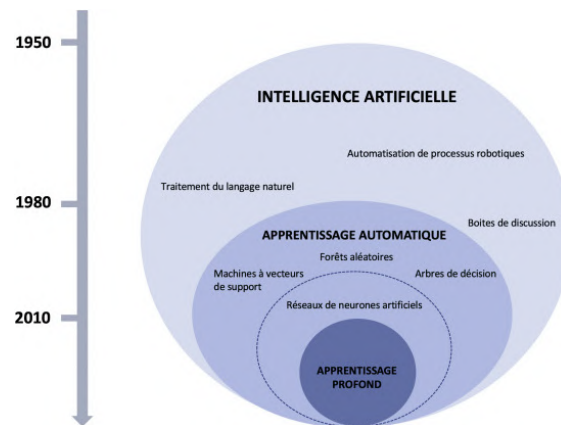 1950
INTELLIGENCE ARTIFICIELLE
Automatisation de processus robotiques
Traitement du langage naturel
1980
Boites de discussion
APPRENTISSAGE AUTOMATIQUE
Forêts aléatoires
Machines à vecteurs
de support
Arbres de décision
Réseaux de neurones artificiels
2010
APPRENTISSAGE
PROFOND